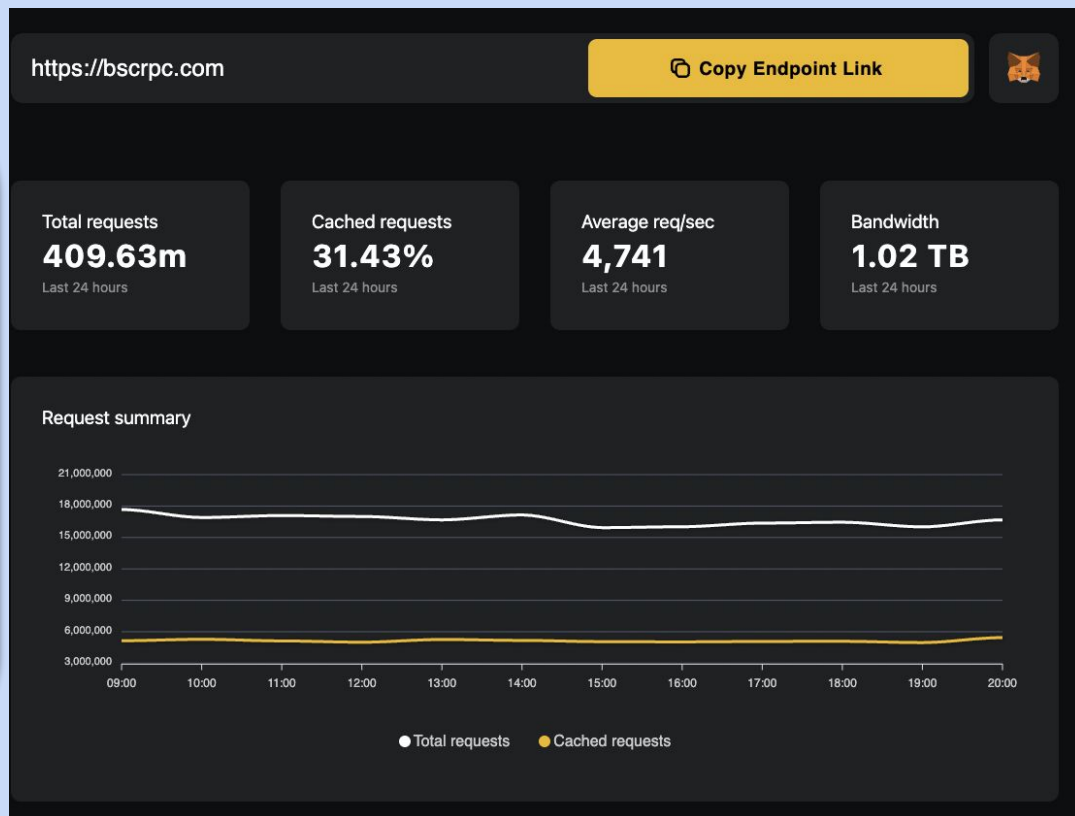 https://bscrpc.com
Copy Endpoint Link
Total requests
409.63m
Last 24 hours
Cached requests
31.43%
Last 24 hours
Average req/sec
4,741
Last 24 hours
Bandwidth
1.02 TB
Last 24 hours
Request summary
21,000,000
18,000,000
15,000,000
12,000,000
9,000,000
6,000,000
3,000,000
09:00 10:00 11:00 12:00 13:00 14:00 15:00 16:00 17:00 18:00 19:00 20:00
Total requests Cached requests